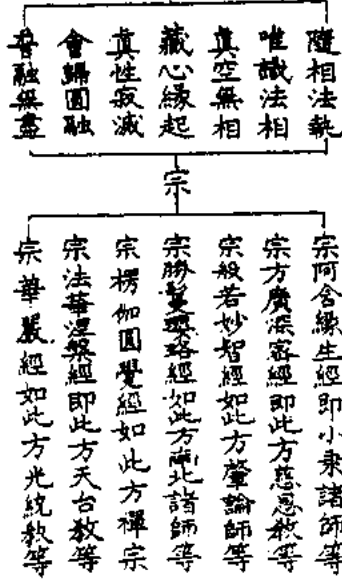 隨相法執
唯識法相
真空無相
藏心緣起
真性寂滅
會歸圓融
普融無盡
宗
宗阿含緣生經即小乘諸師等
宗方廣深密經即此方慈恩教等
宗般若妙智經如此方肇論師等
宗勝鬘瓔珞經如此方南北諸師等
宗楞伽圓覺經如此方禪宗
宗法華涅槃經即此方天台教等
宗華嚴經如此方光統教等